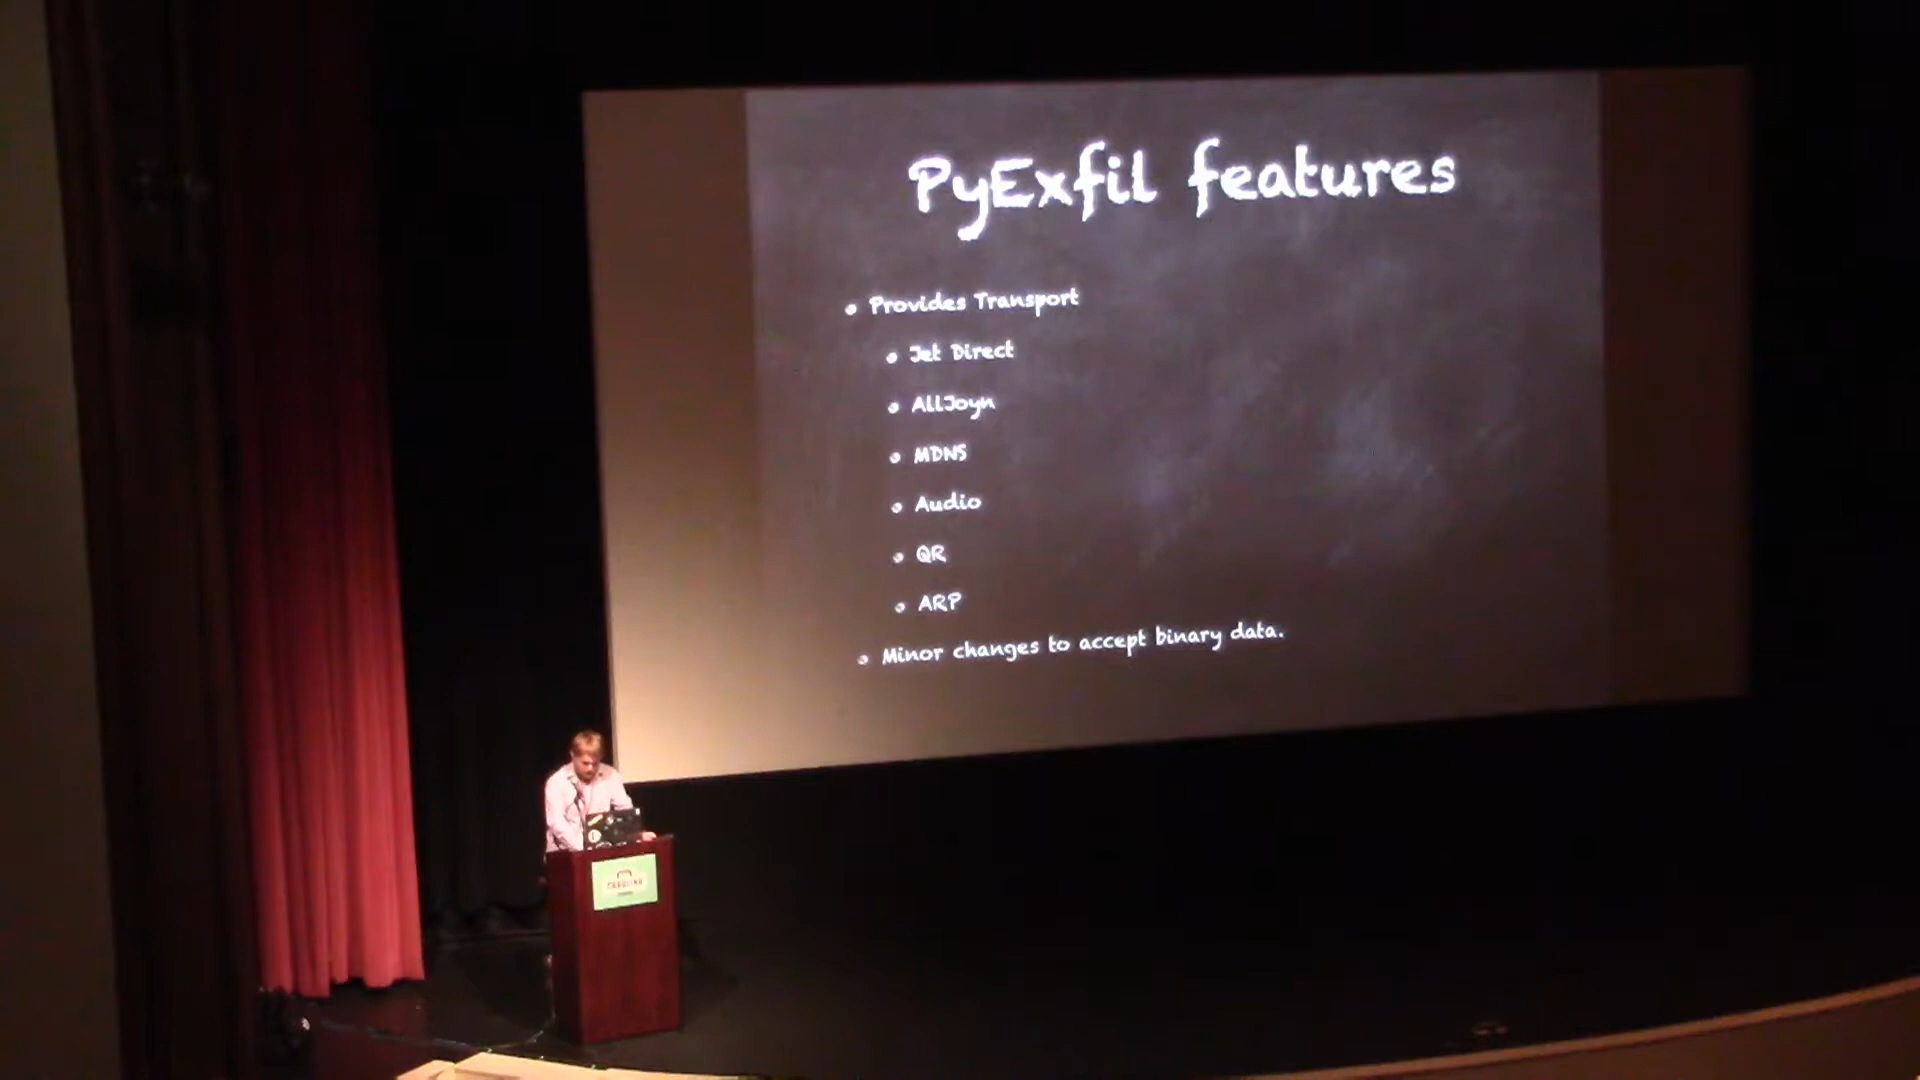 PyExfil features
Provides Transport
Jet Direct
AllJoyn
MDNS
Audio
QR
ARP
Minor changes to accept binary data.